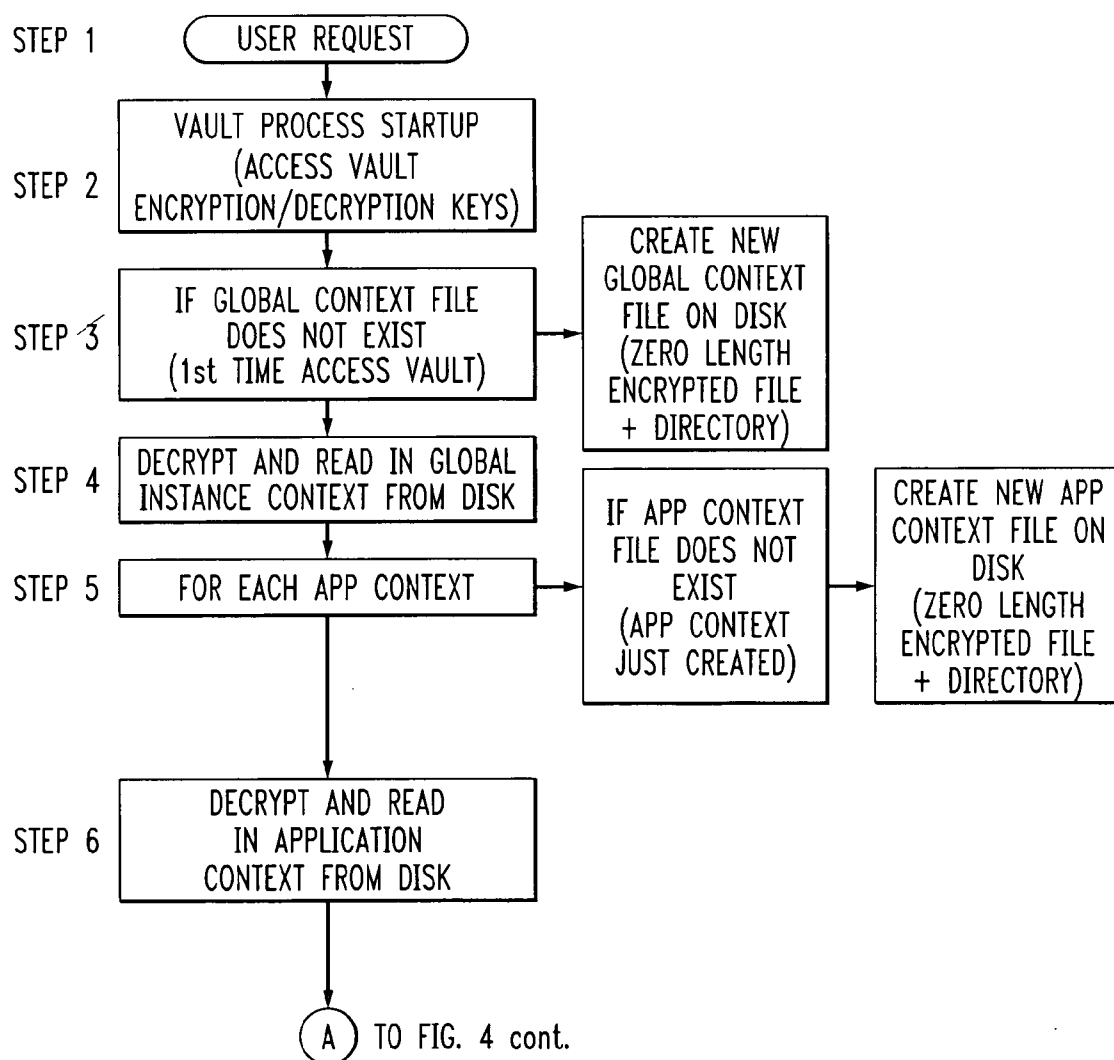 STEP 1
USER REQUEST
STEP 2
VAULT PROCESS STARTUP
(ACCESS VAULT
ENCRYPTION/DECRYPTION KEYS)
STEP 3
IF GLOBAL CONTEXT FILE
DOES NOT EXIST
(1st TIME ACCESS VAULT)
CREATE NEW
GLOBAL CONTEXT
FILE ON DISK
(ZERO LENGTH
ENCRYPTED FILE
+ DIRECTORY)
STEP 4
DECRYPT AND READ IN GLOBAL
INSTANCE CONTEXT FROM DISK
STEP 5
FOR EACH APP CONTEXT
IF APP CONTEXT
FILE DOES NOT
EXIST
(APP CONTEXT
JUST CREATED)
CREATE NEW APP
CONTEXT FILE ON
DISK
(ZERO LENGTH
ENCRYPTED FILE
+ DIRECTORY)
STEP 6
DECRYPT AND READ
IN APPLICATION
CONTEXT FROM DISK
A TO FIG. 4 cont.